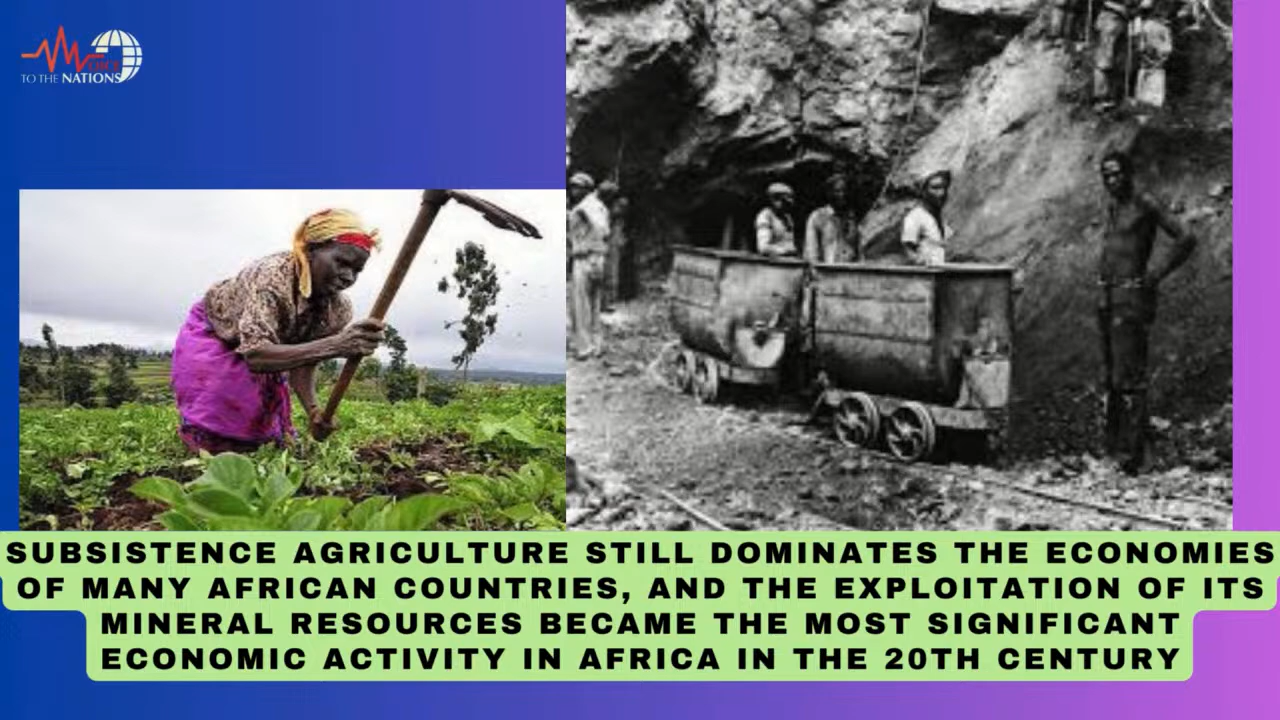 VOICE
TO THE NATIONS
SUBSISTENCE AGRICULTURE STILL DOMINATES THE ECONOMIES
OF MANY AFRICAN COUNTRIES, AND THE EXPLOITATION OF ITS
MINERAL RESOURCES BECAME THE MOST SIGNIFICANT
ECONOMIC ACTIVITY IN AFRICA IN THE 20TH CENTURY